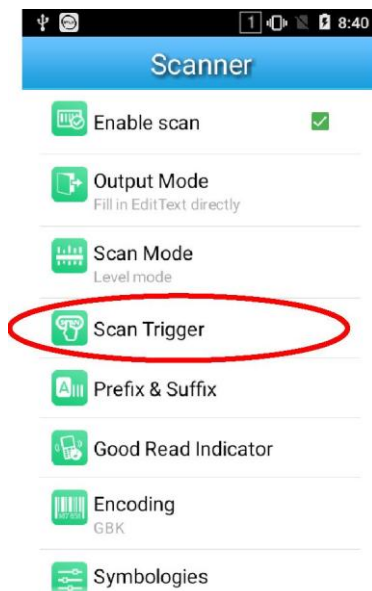 1 8:40
Scanner
Enable scan
Output Mode
Fill in EditText directly
Scan Mode
Level mode
Scan Trigger
Prefix & Suffix
Good Read Indicator
Encoding
GBK
Symbologies